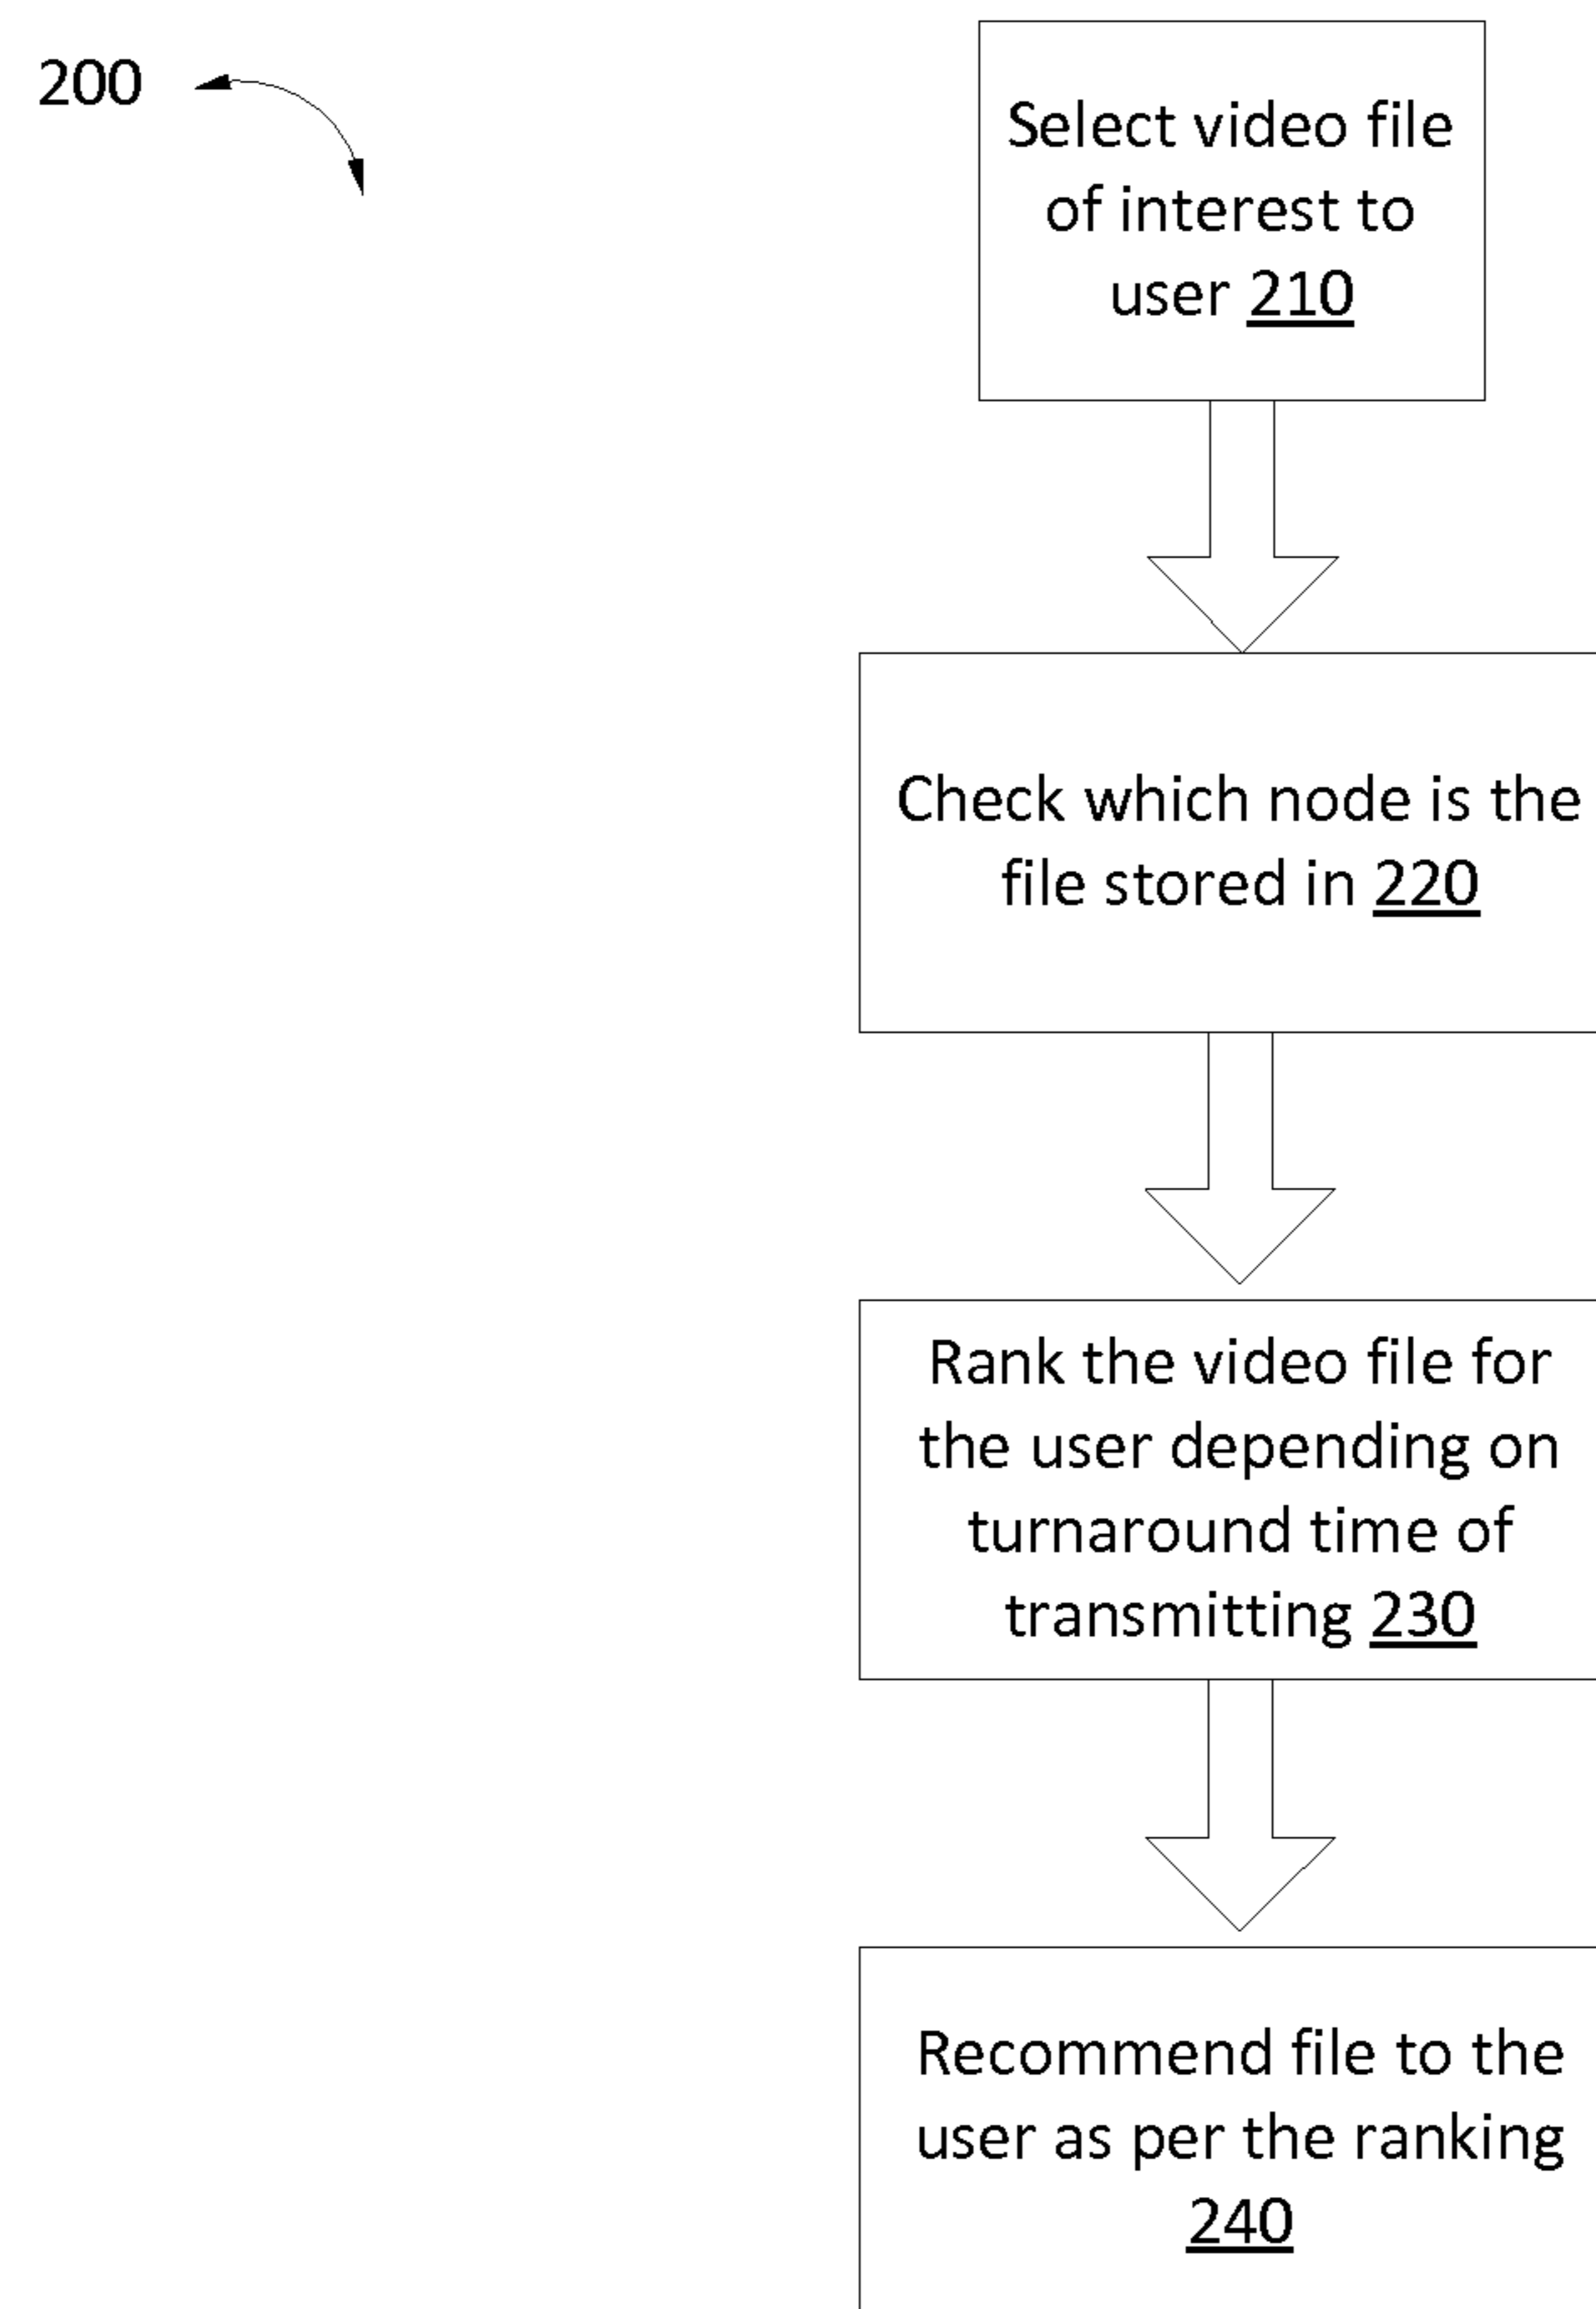 200
Select video file
of interest to
user 210
Check which node is the
file stored in 220
Rank the video file for
the user depending on
turnaround time of
transmitting 230
Recommend file to the
user as per the ranking
240